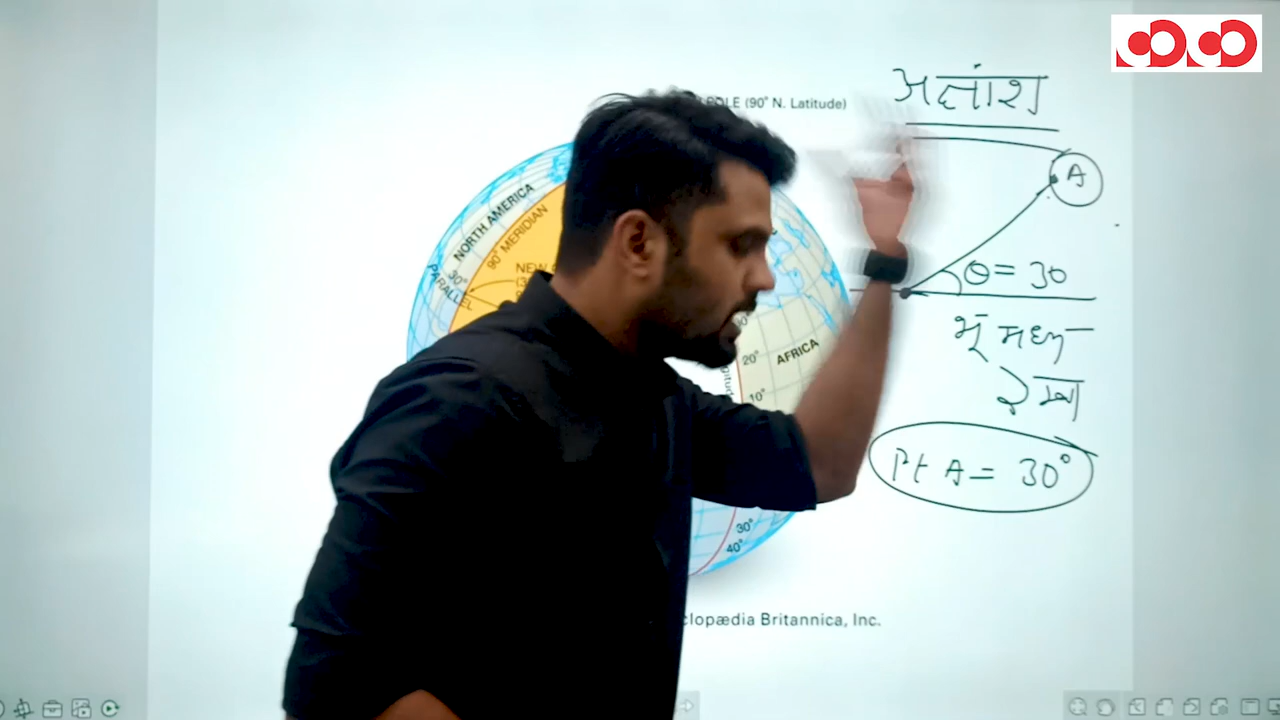 POLE (90° N. Latitude)
अक्षांश
A
NORTH AMERICA
90° MERIDIAN
30°
PARALLEL
NEW
θ = 30
भू मध्य
रेखा
20°
AFRICA
10°
Pt A = 30°
30°
40°
clopædia Britannica, Inc.